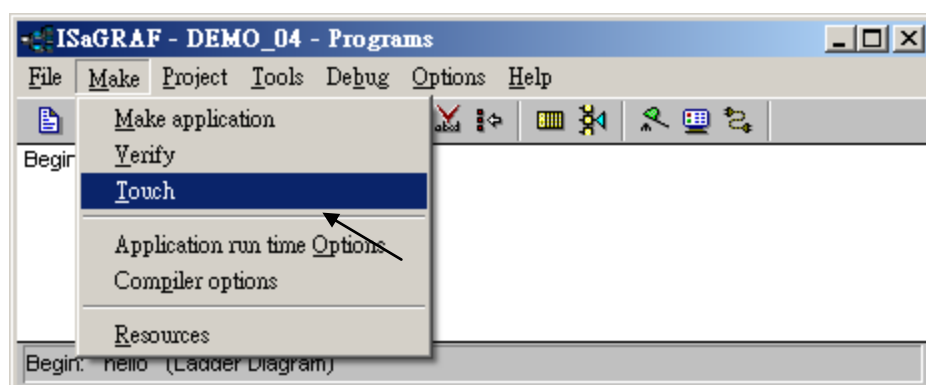 ISaGRAF - DEMO_04 - Programs
File Make Project Tools Debug Options Help
Make application
Verify
Touch
Application run time Options
Compiler options
Resources
Begin: hello (Ladder Diagram)